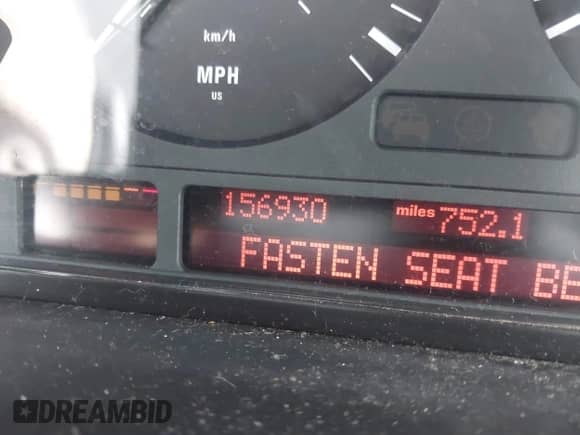 km/h
MPH
US
156930 miles 752.1
FASTEN SEAT BE
DREAMBID